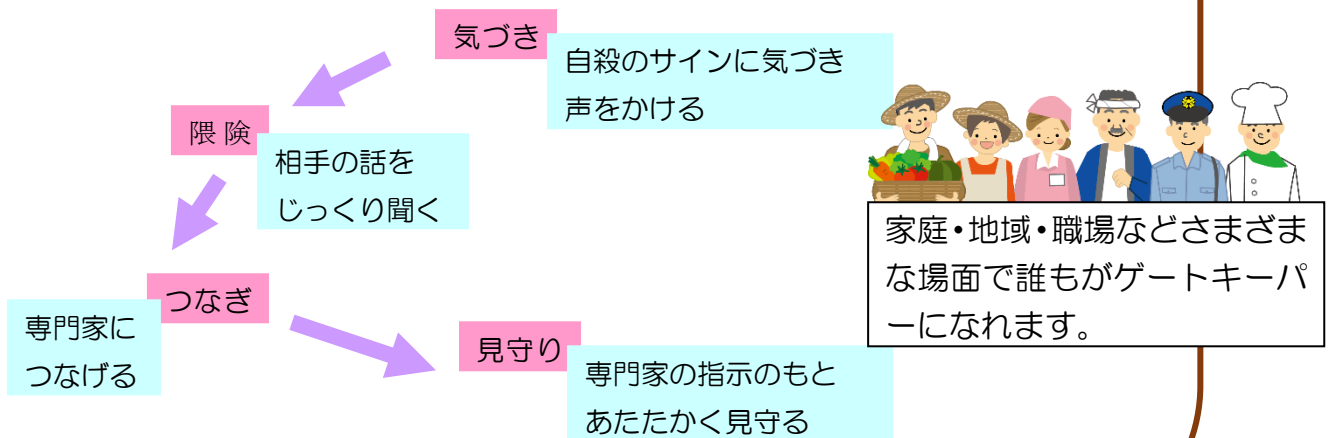 気づき
自殺のサインに気づき
声をかける
隈険
相手の話を
じっくり聞く
つなぎ
専門家に
つなげる
見守り
専門家の指示のもと
あたたかく見守る
家庭・地域・職場などさまざま
な場面で誰もがゲートキーパ
ーになれます。